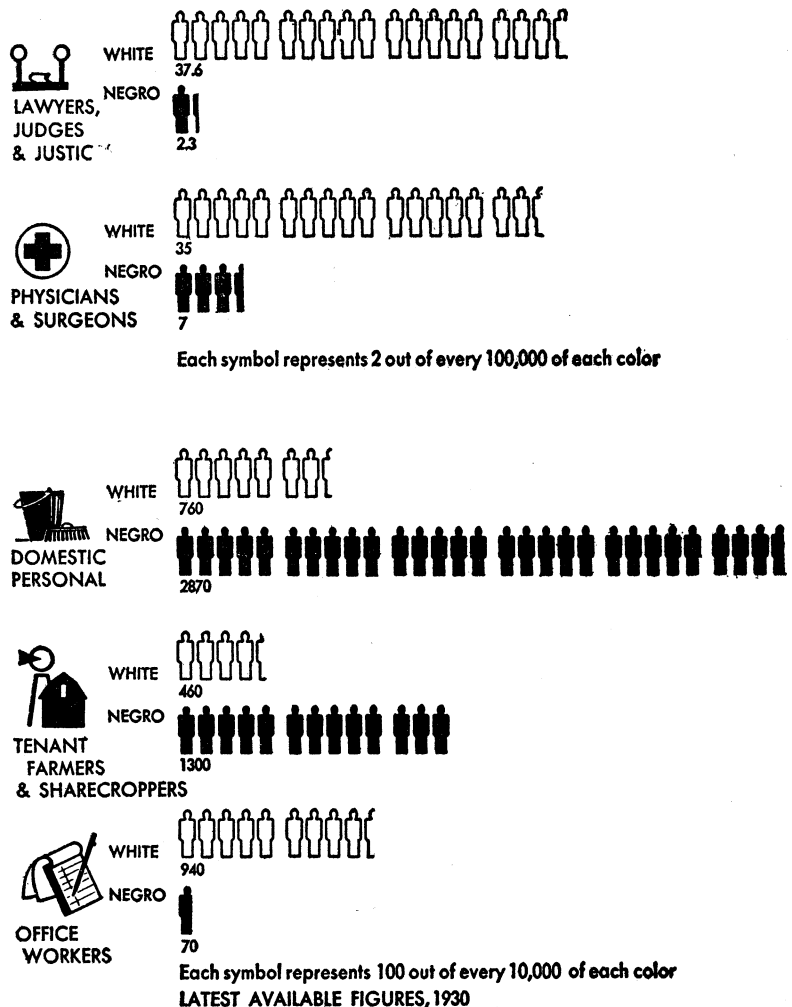 WHITE
37.6
NEGRO
2.3
LAWYERS,
JUDGES
& JUSTIC
WHITE
35
NEGRO
7
PHYSICIANS
& SURGEONS
Each symbol represents 2 out of every 100,000 of each color
WHITE
760
NEGRO
2870
DOMESTIC
PERSONAL
WHITE
460
NEGRO
1300
TENANT
FARMERS
& SHARECROPPERS
WHITE
940
NEGRO
70
OFFICE
WORKERS
Each symbol represents 100 out of every 10,000 of each color
LATEST AVAILABLE FIGURES, 1930